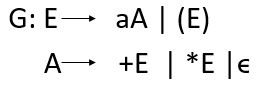 G: E⟶ aA | (E)
A⟶ +E | *E |ϵ